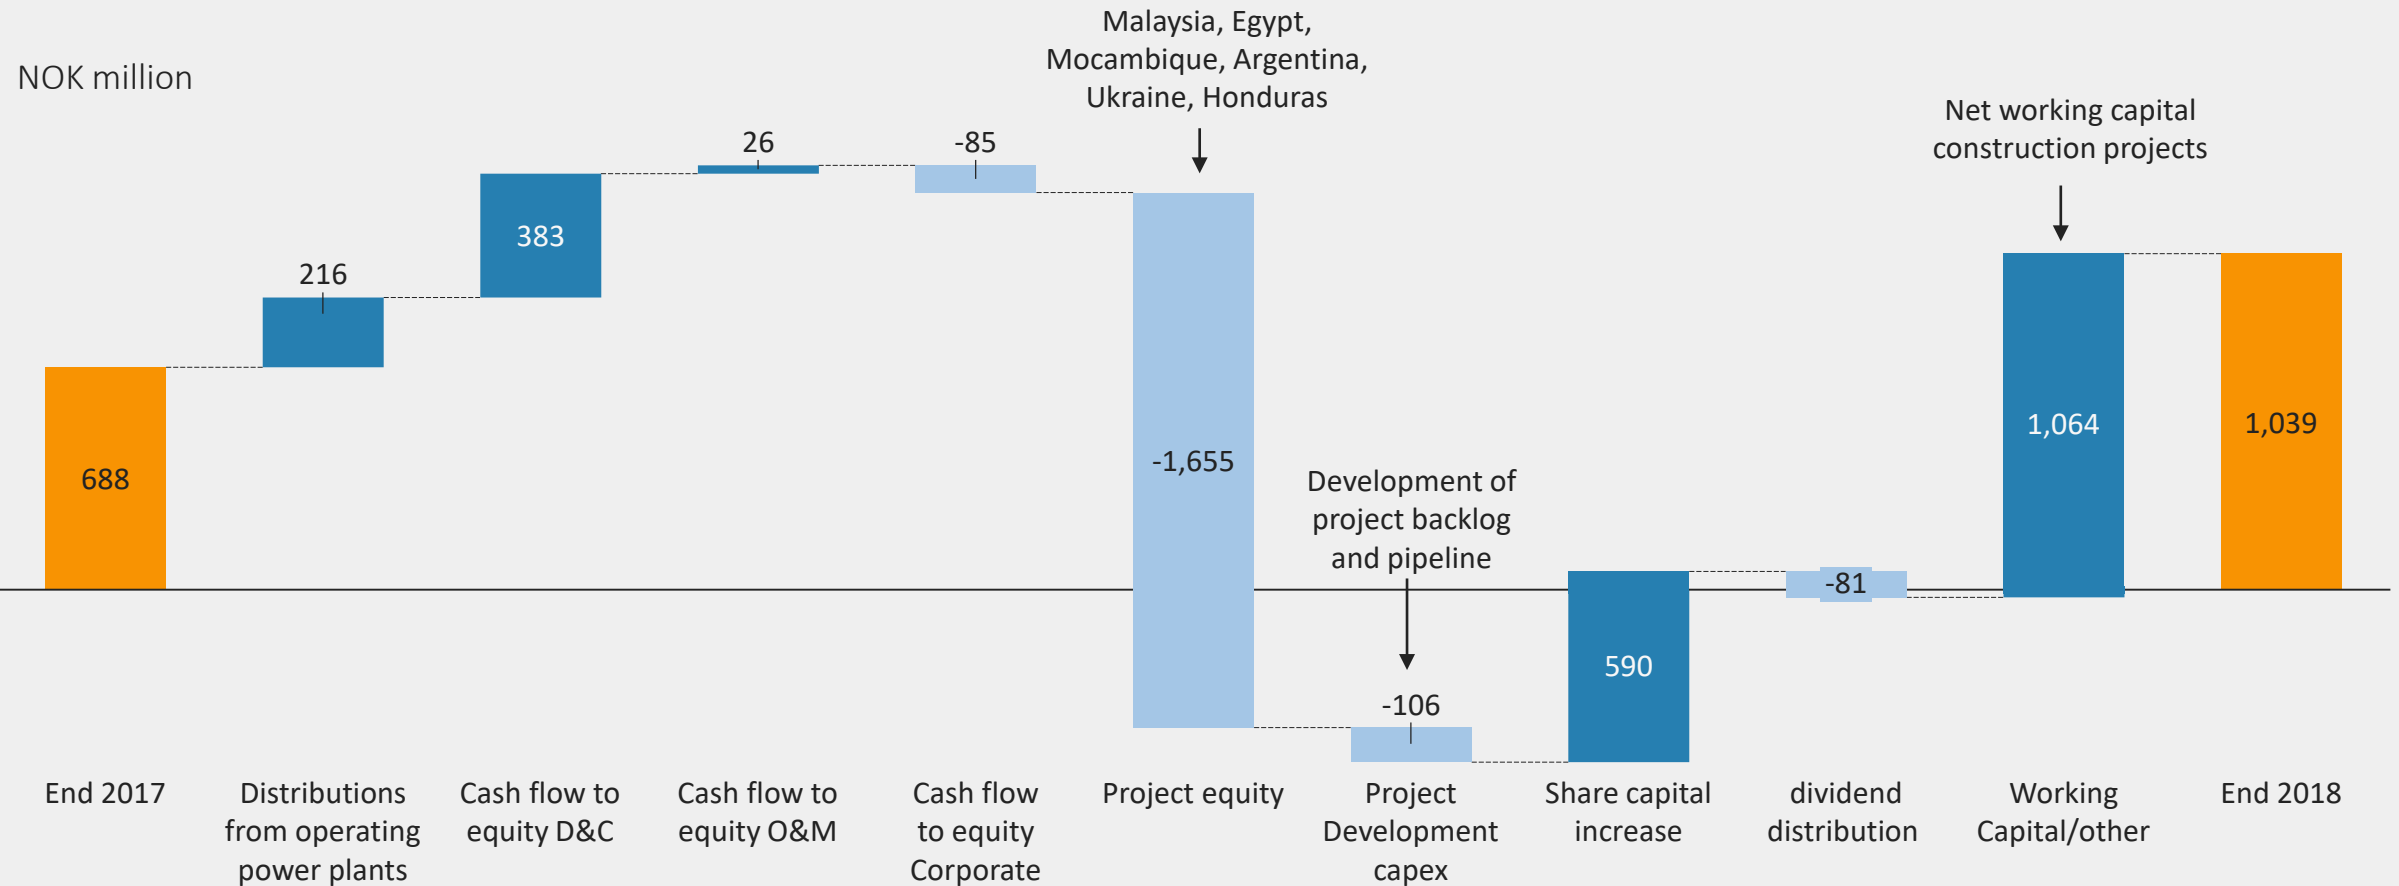 NOK million
Malaysia, Egypt,
Mocambique, Argentina,
Ukraine, Honduras
Net working capital
construction projects
Development of
project backlog
and pipeline
688
216
383
26
-85
-1,655
-106
590
-81
1,064
1,039
End 2017
Distributions
from operating
power plants
Cash flow to
equity D&C
Cash flow to
equity O&M
Cash flow
to equity
Corporate
Project equity
Project
Development
capex
Share capital
increase
dividend
distribution
Working
Capital/other
End 2018